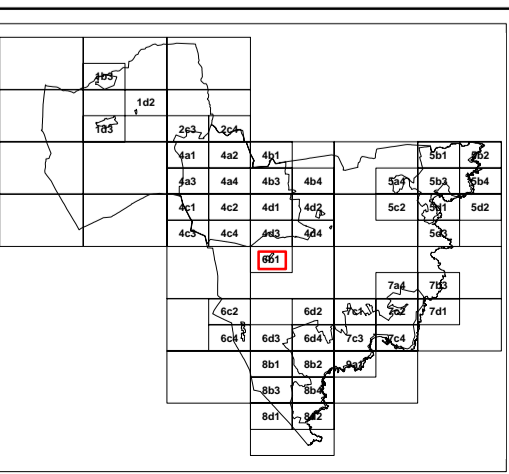 1b3
1d2
1d3 2c3 2c4
4a1 4a2 4b1 5b1 5b2
4a3 4a4 4b3 4b4 5a4 5b3 5b4
4c1 4c2 4d1 4d2 5c2 5d1 5d2
4c3 4c4 4d3 4d4 5d3
6b1
7a4 7b3
6c2 6d2 7c1 7c2 7d1
6c4 6d3 6d4 7c3 7c4
8b1 8b2 9a1
8b3 8b4
8d1 8d2